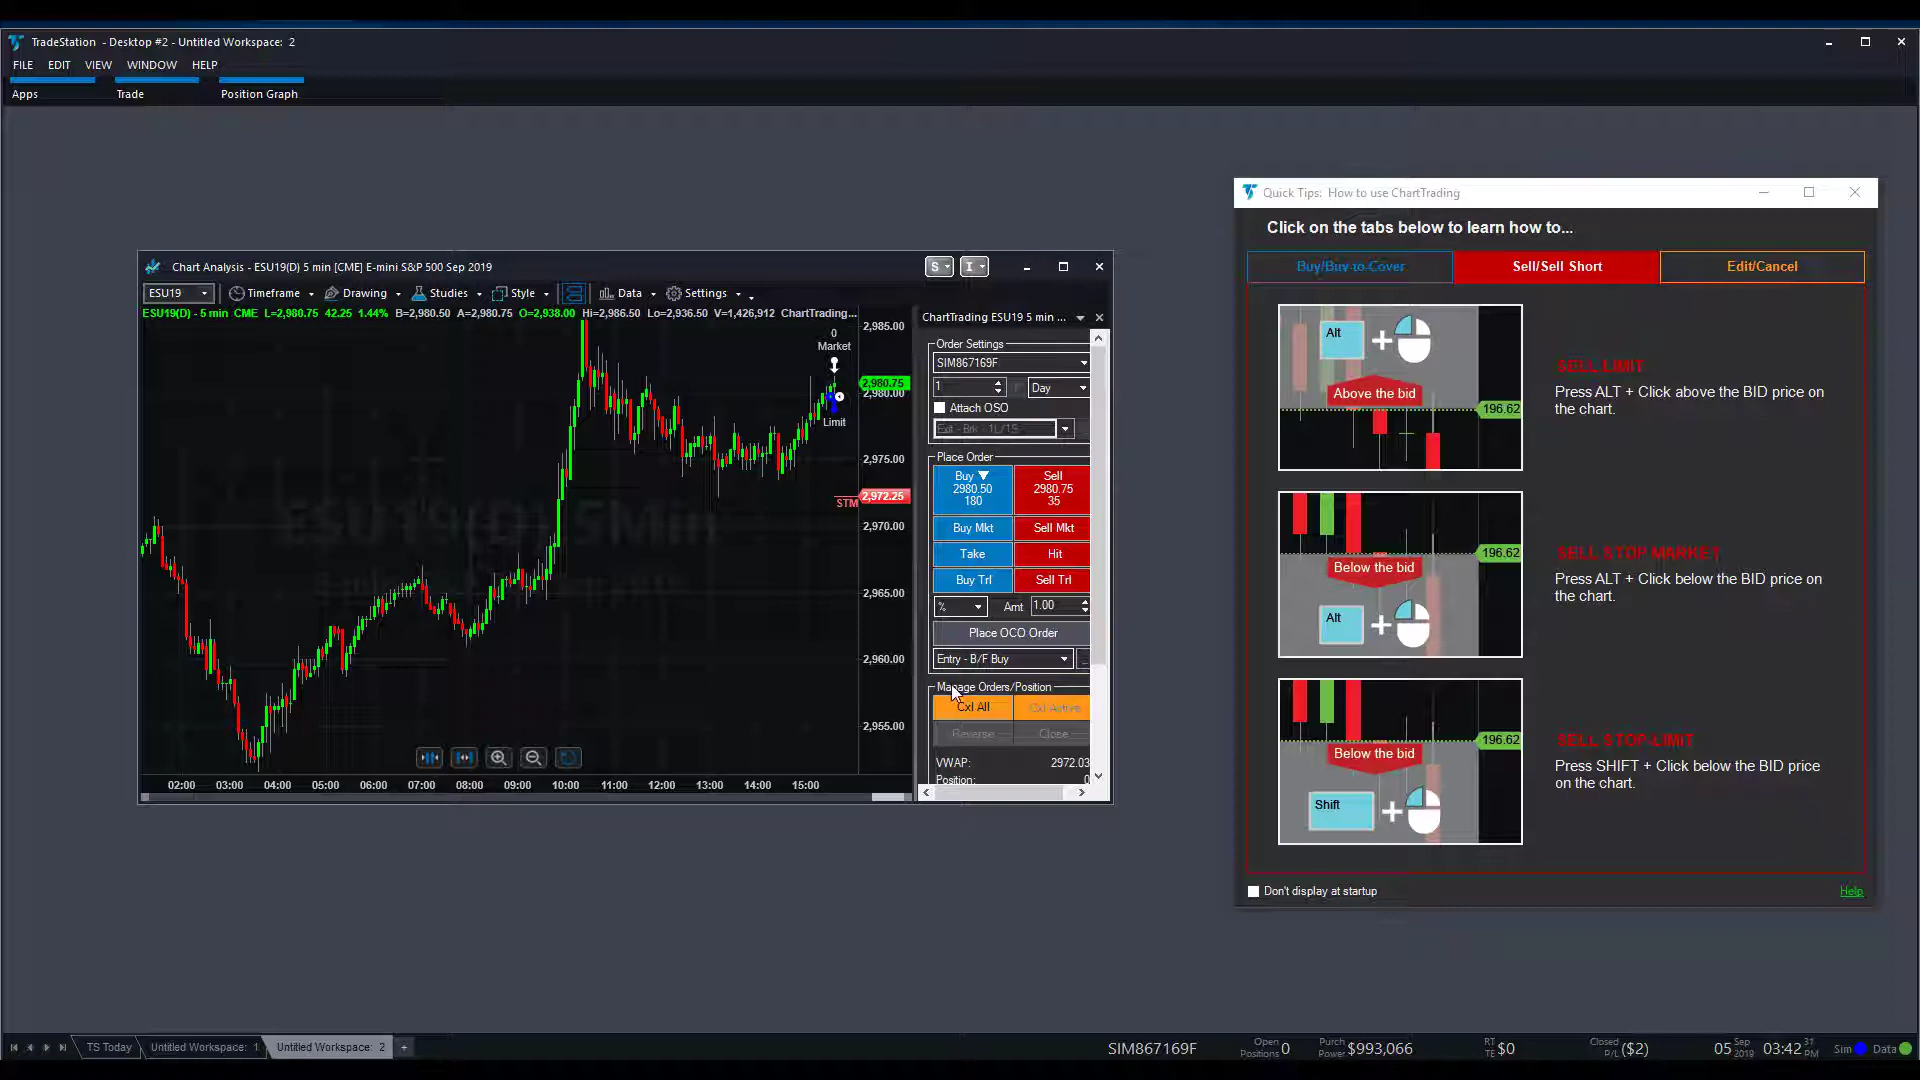 TradeStation - Desktop #2 - Untitled Workspace: 2
FILE EDIT VIEW WINDOW HELP
Apps Trade Position Graph
Chart Analysis - ESU19(D) 5 min [CME] E-mini S&P 500 Sep 2019
S I
ESU19 Timeframe Drawing Studies Style Data Settings
ESU19(D) - 5 min CME L=2,980.75 42.25 1.44% B=2,980.50 A=2,980.75 O=2,938.00 Hi=2,986.50 Lo=2,936.50 V=1,426,912 ChartTrading...
0
Market
Limit
STM
2,985.00
2,980.75
2,980.00
2,975.00
2,972.25
2,970.00
2,965.00
2,960.00
2,955.00
ESU19(D) 5Min
02:00 03:00 04:00 05:00 06:00 07:00 08:00 09:00 10:00 11:00 12:00 13:00 14:00 15:00
ChartTrading ESU19 5 min ...
Order Settings
SIM867169F
1 Day
Attach OSO
Exit - Brk - 1L/1S
Place Order
Buy Sell
2980.50 2980.75
180 35
Buy Mkt Sell Mkt
Take Hit
Buy Trl Sell Trl
% Amt 1.00
Place OCO Order
Entry - B/F Buy ...
Manage Orders/Position
Cxl All Cxl Active
Reverse Close
VWAP: 2972.03
Position: 0
Quick Tips: How to use ChartTrading
Click on the tabs below to learn how to...
Buy/Buy-to-Cover Sell/Sell Short Edit/Cancel
Alt
Above the bid
196.62
SELL LIMIT
Press ALT + Click above the BID price on
the chart.
196.62
Below the bid
Alt
SELL STOP MARKET
Press ALT + Click below the BID price on
the chart.
196.62
Below the bid
Shift
SELL STOP-LIMIT
Press SHIFT + Click below the BID price
on the chart.
Don't display at startup
Help
TS Today Untitled Workspace: 1 Untitled Workspace: 2 +
SIM867169F Open Positions 0 Purch Power $993,066 RT TE $0 Closed P/L ($2) 05 Sep 2019 03:42 31 PM Sim Data